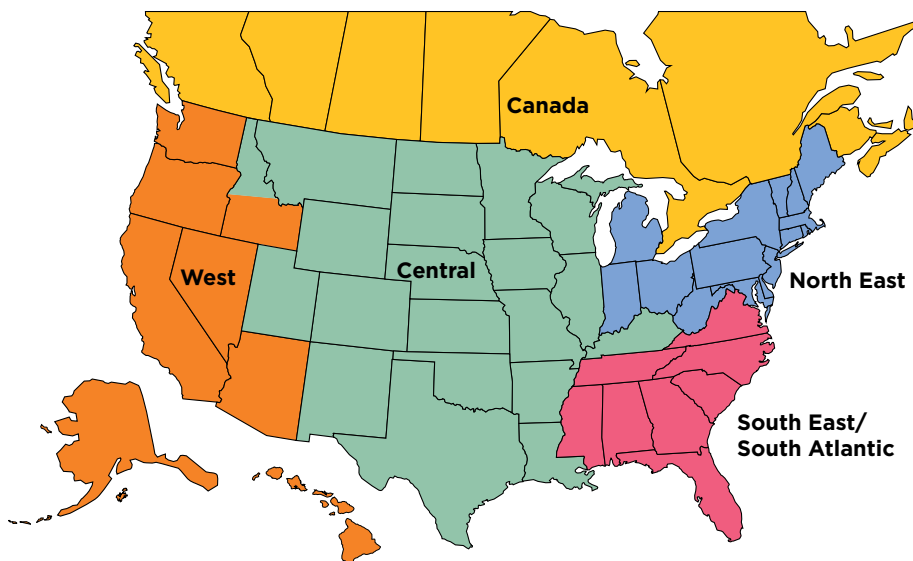 Canada
West
Central
North East
South East/
South Atlantic